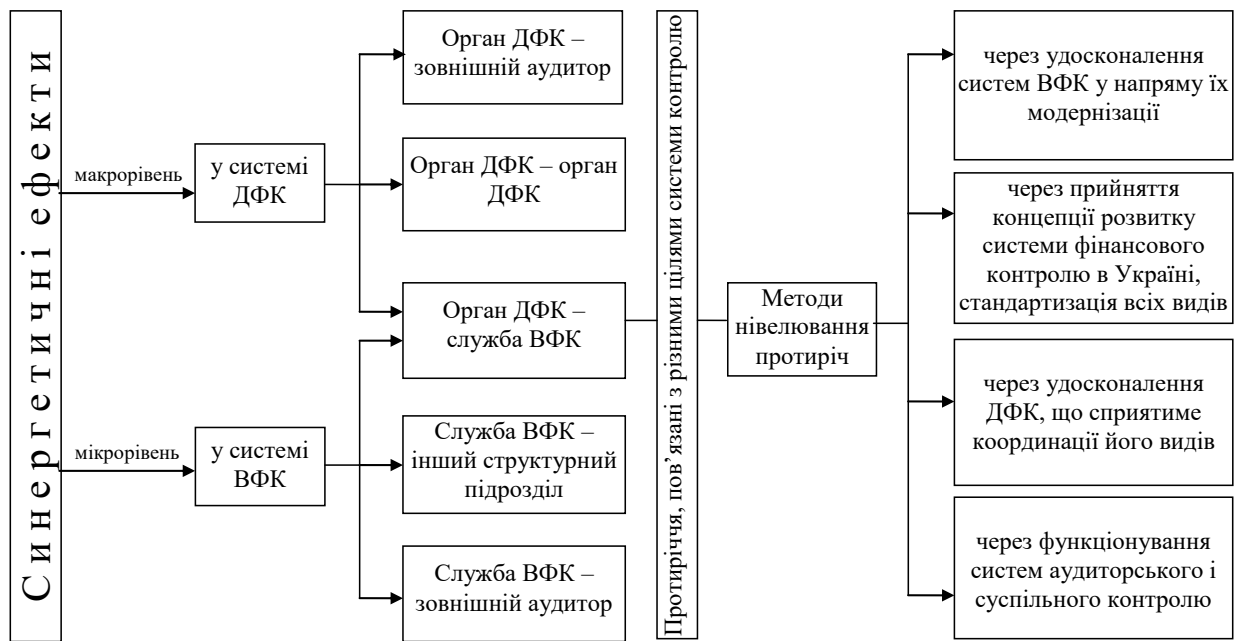 Синергетичні ефекти
макрорівень
у системі
ДФК
мікрорівень
у системі
ВФК
Орган ДФК –
зовнішній аудитор
Орган ДФК – орган
ДФК
Орган ДФК –
служба ВФК
Служба ВФК –
інший структурний
підрозділ
Служба ВФК –
зовнішній аудитор
Протиріччя, пов’язані з різними цілями системи контролю
Методи
нівелювання
протиріч
через удосконалення
систем ВФК у напряму їх
модернізації
через прийняття
концепції розвитку
системи фінансового
контролю в Україні,
стандартизація всіх видів
через удосконалення
ДФК, що сприятиме
координації його видів
через функціонування
систем аудиторського і
суспільного контролю